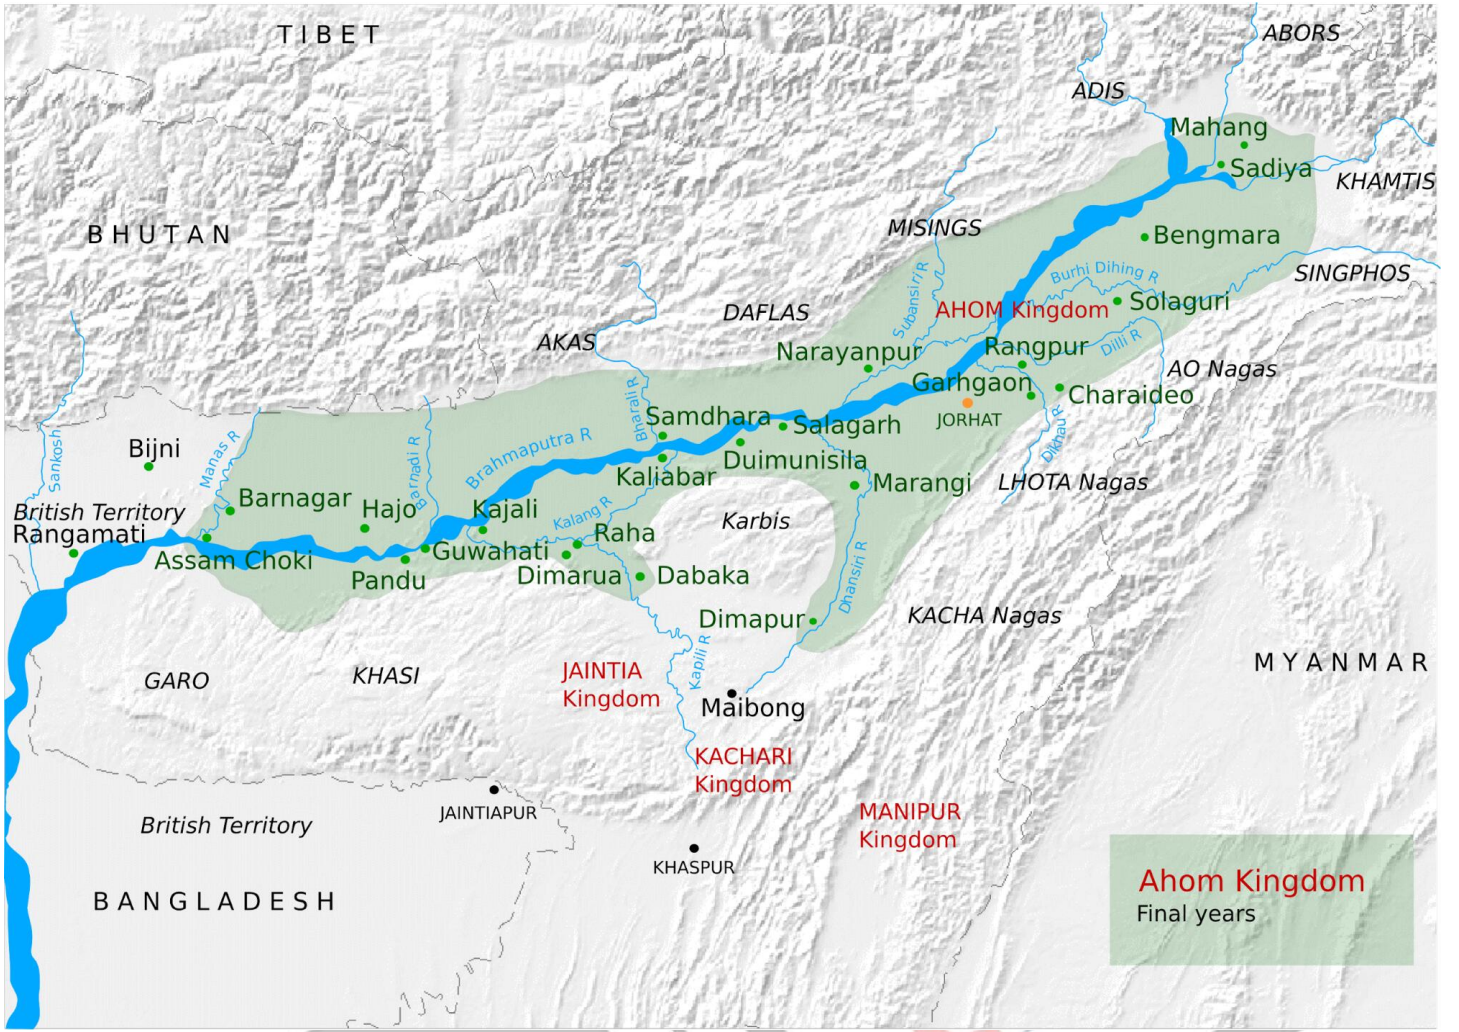 TIBET
ABORS
ADIS
Mahang
Sadiya
KHAMTIS
BHUTAN
MISINGS
Bengmara
SINGPHOS
Burhi Dihing R
Subansiri R
Solaguri
DAFLAS
AHOM Kingdom
AKAS
Narayanpur
Rangpur
Dilli R
AO Nagas
Garhgaon
Charaideo
JORHAT
Bharali R
Samdhara
Salagarh
Dikhau R
Bijni
Manas R
Sankosh
Barnadi R
Brahmaputra R
Duimunisila
Kaliabar
Marangi
LHOTA Nagas
Barnagar
Hajo
Kajali
Kalang R
Karbis
British Territory
Rangamati
Raha
Assam Choki
Guwahati
Pandu
Dimarua
Dabaka
Dhansiri R
Dimapur
KACHA Nagas
GARO
KHASI
JAINTIA
Kingdom
Kapili R
MYANMAR
Maibong
KACHARI
Kingdom
JAINTIAPUR
MANIPUR
Kingdom
British Territory
KHASPUR
BANGLADESH
Ahom Kingdom
Final years